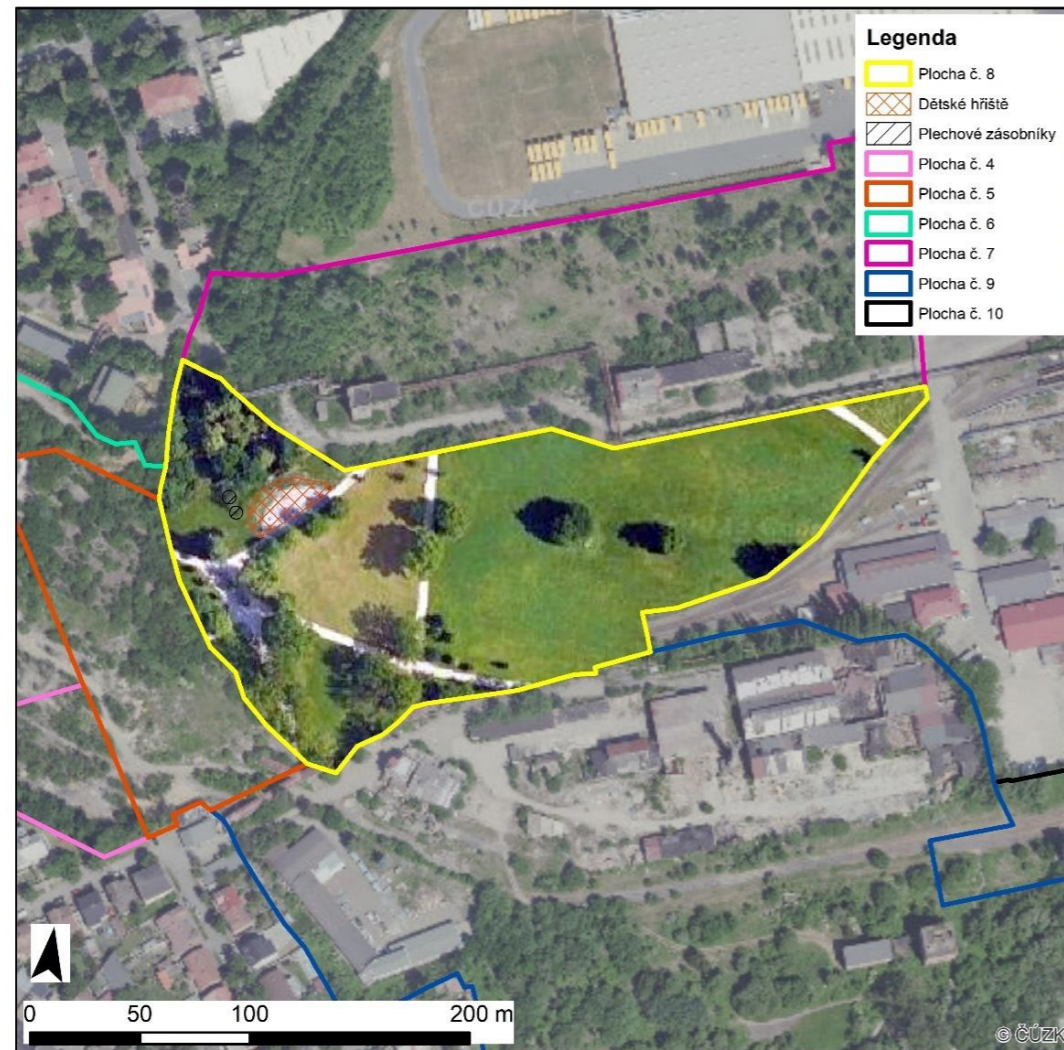 Legenda
Plocha č. 8
Dětské hřiště
Plechové zásobníky
Plocha č. 4
Plocha č. 5
Plocha č. 6
Plocha č. 7
Plocha č. 9
Plocha č. 10
ČÚZK
0 50 100 200 m
© ČÚZK